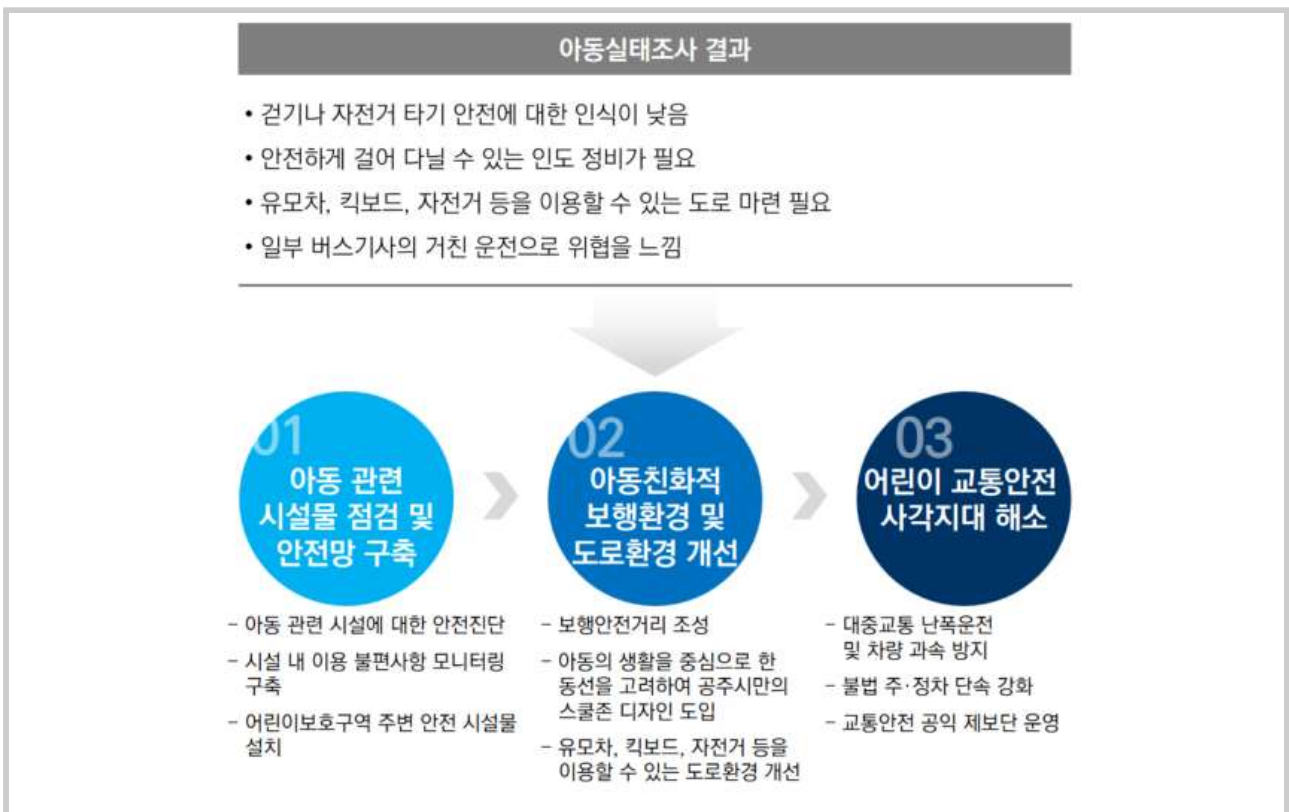 아동실태조사 결과
• 걷기나 자전거 타기 안전에 대한 인식이 낮음
• 안전하게 걸어 다닐 수 있는 인도 정비가 필요
• 유모차, 킥보드, 자전거 등을 이용할 수 있는 도로 마련 필요
• 일부 버스기사의 거친 운전으로 위협을 느낌
01
아동 관련
시설물 점검 및
안전망 구축
– 아동 관련 시설에 대한 안전진단
– 시설 내 이용 불편사항 모니터링
구축
– 어린이보호구역 주변 안전 시설물
설치
02
아동친화적
보행환경 및
도로환경 개선
– 보행안전거리 조성
– 아동의 생활을 중심으로 한
동선을 고려하여 공주시만의
스쿨존 디자인 도입
– 유모차, 킥보드, 자전거 등을
이용할 수 있는 도로환경 개선
03
어린이 교통안전
사각지대 해소
– 대중교통 난폭운전
및 차량 과속 방지
– 불법 주·정차 단속 강화
– 교통안전 공익 제보단 운영